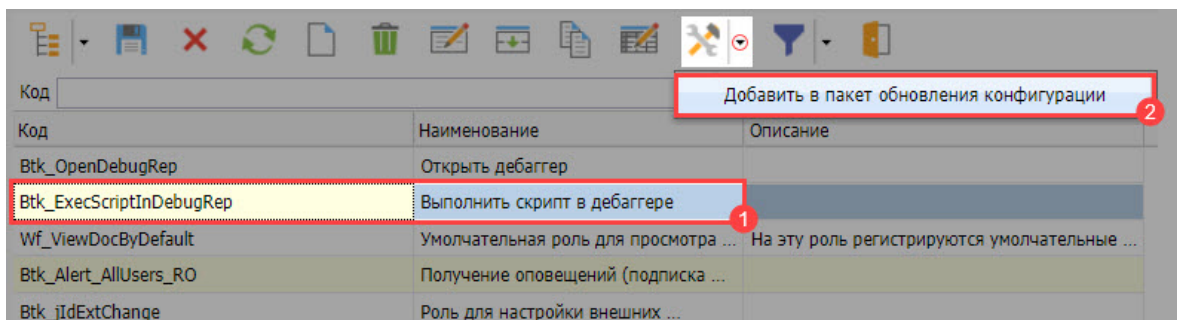 Код
Добавить в пакет обновления конфигурации
2
Код Наименование Описание
Btk_OpenDebugRep Открыть дебаггер
Btk_ExecScriptInDebugRep Выполнить скрипт в дебаггере
1
Wf_ViewDocByDefault Умолчательная роль для просмотра ... На эту роль регистрируются умолчательные ...
Btk_Alert_AllUsers_RO Получение оповещений (подписка ...
Btk_jIdExtChange Роль для настройки внешних ...